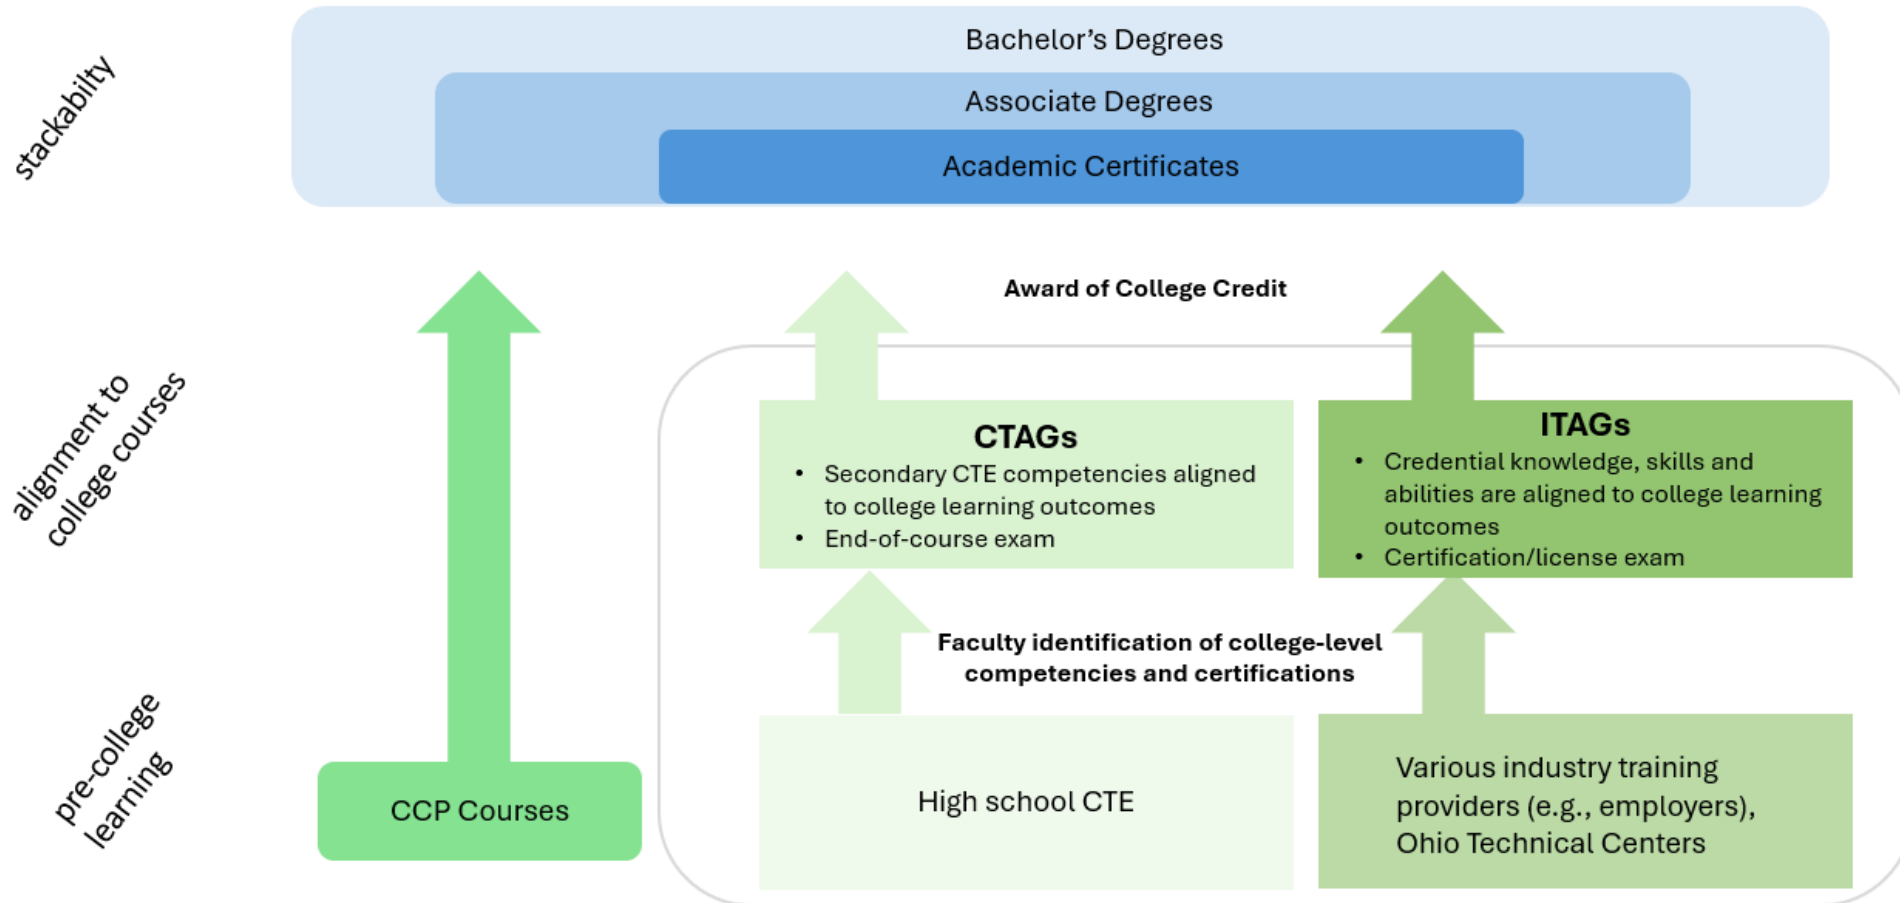 stackabilty
Bachelor’s Degrees
Associate Degrees
Academic Certificates
Award of College Credit
alignment to
college courses
CTAGs
• Secondary CTE competencies aligned
to college learning outcomes
• End-of-course exam
ITAGs
• Credential knowledge, skills and
abilities are aligned to college learning
outcomes
• Certification/license exam
Faculty identification of college-level
competencies and certifications
pre-college
learning
CCP Courses
High school CTE
Various industry training
providers (e.g., employers),
Ohio Technical Centers